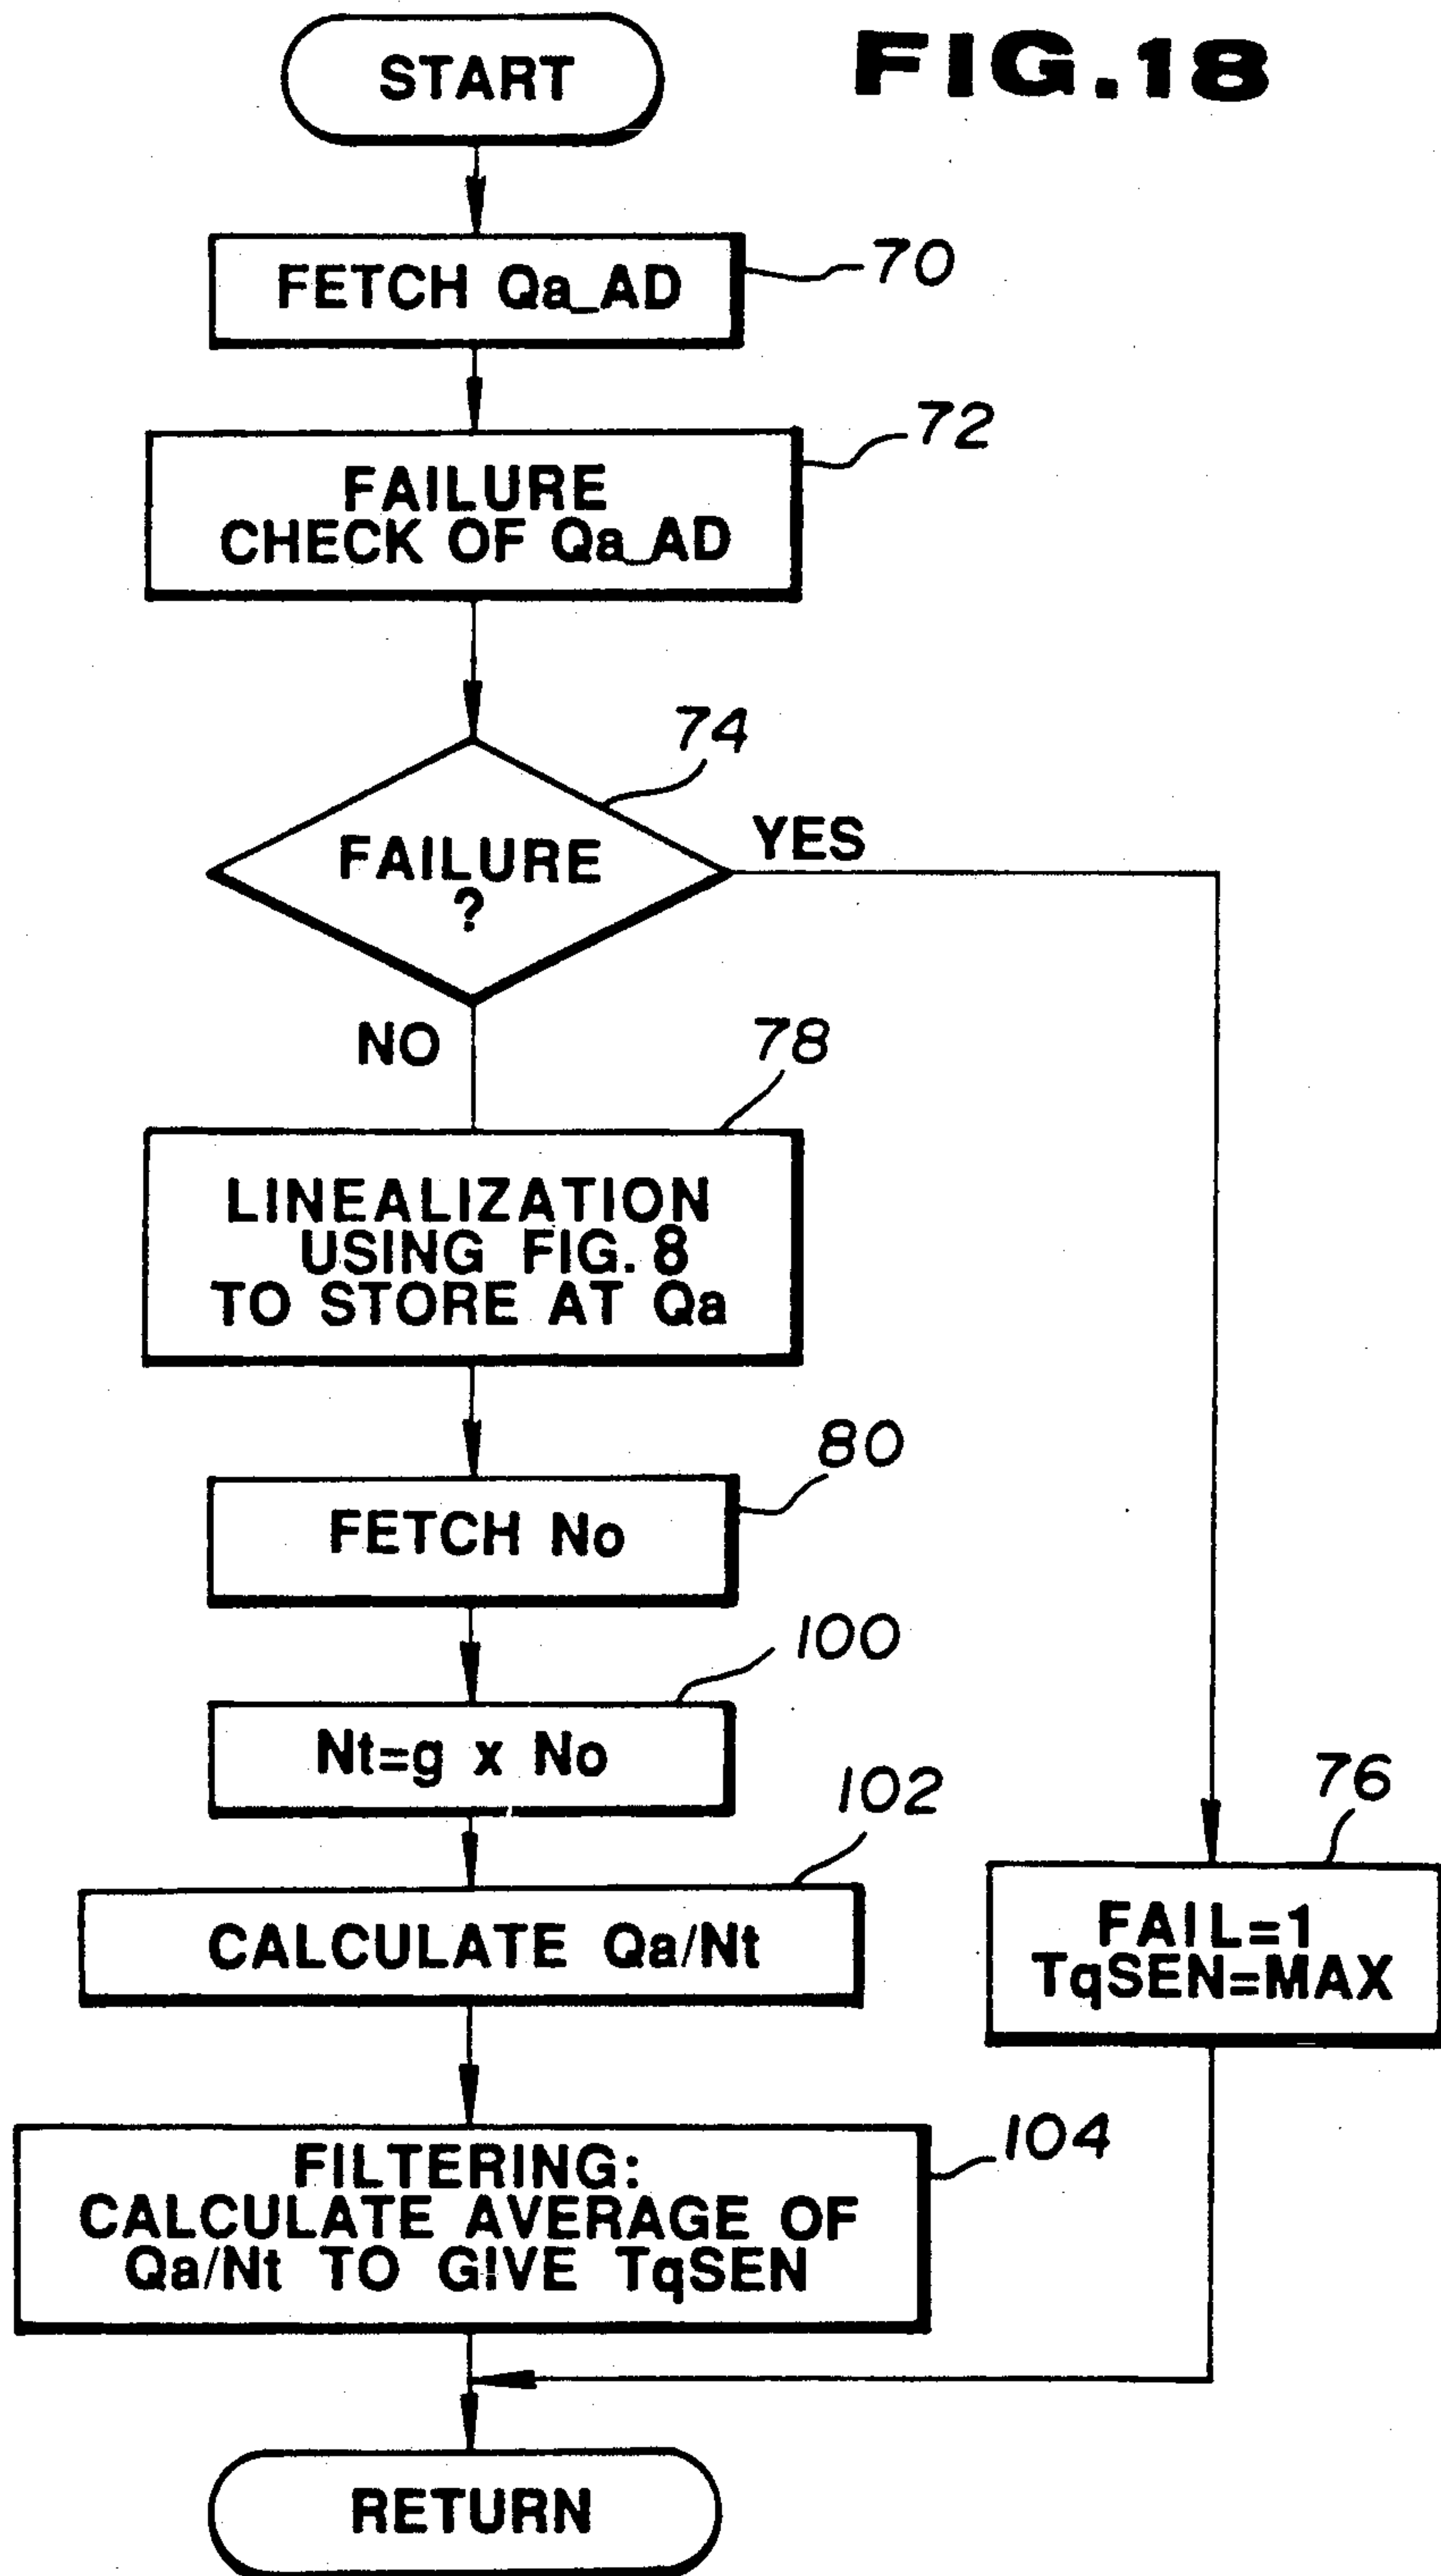 FIG.18
START
FETCH Qa_AD
70
FAILURE
CHECK OF Qa_AD
72
FAILURE
?
74
YES
NO
LINEALIZATION
USING FIG. 8
TO STORE AT Qa
78
FETCH No
80
Nt=g x No
100
CALCULATE Qa/Nt
102
FAIL=1
TqSEN=MAX
76
FILTERING:
CALCULATE AVERAGE OF
Qa/Nt TO GIVE TqSEN
104
RETURN